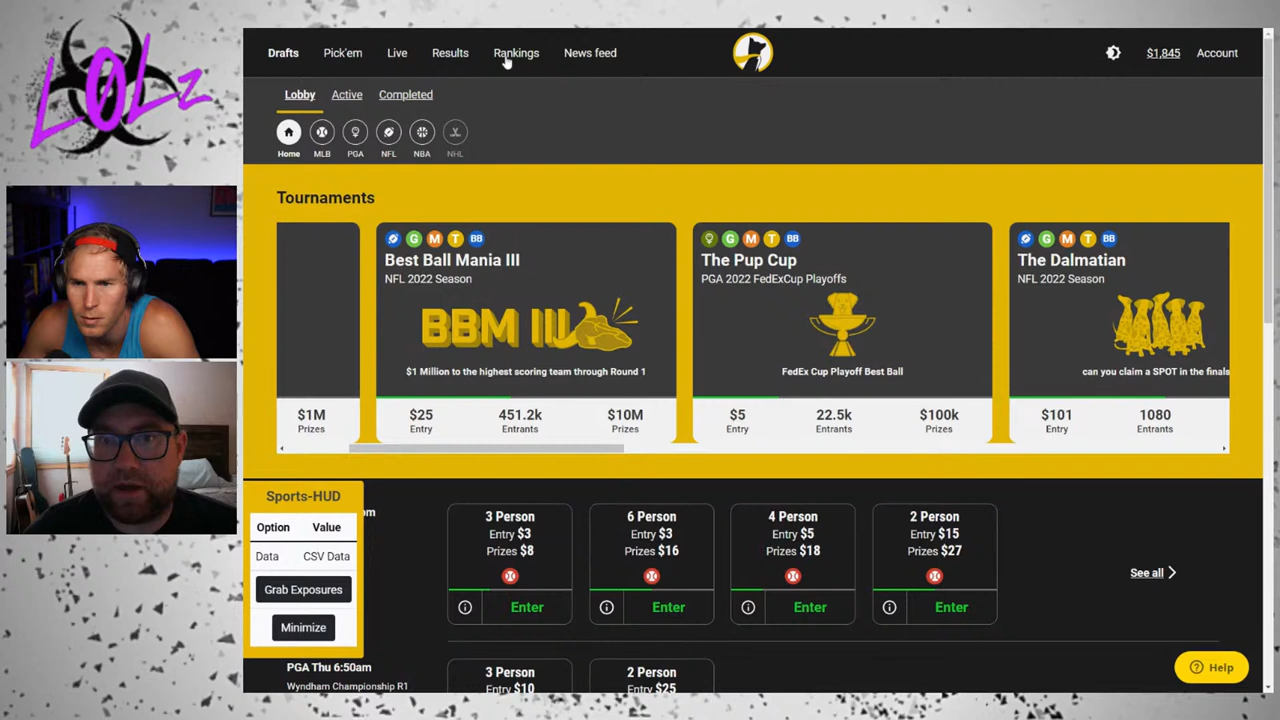 LOLz
Drafts Pick'em Live Results Rankings News feed $1,845 Account
Lobby Active Completed
Home MLB PGA NFL NBA NHL
Tournaments
G M T BB
Best Ball Mania III
NFL 2022 Season
BBM III
$1 Million to the highest scoring team through Round 1
G M T BB
The Pup Cup
PGA 2022 FedExCup Playoffs
FedEx Cup Playoff Best Ball
G M T BB
The Dalmatian
NFL 2022 Season
can you claim a SPOT in the finals
$1M
Prizes
$25 451.2k $10M
Entry Entrants Prizes
$5 22.5k $100k
Entry Entrants Prizes
$101 1080
Entry Entrants
Sports-HUD
Option Value
Data CSV Data
Grab Exposures
Minimize
om
3 Person
Entry $3
Prizes $8
Enter
6 Person
Entry $3
Prizes $16
Enter
4 Person
Entry $5
Prizes $18
Enter
2 Person
Entry $15
Prizes $27
Enter
See all
PGA Thu 6:50am
Wyndham Championship R1
3 Person
Entry $10
2 Person
Entry $25
Help